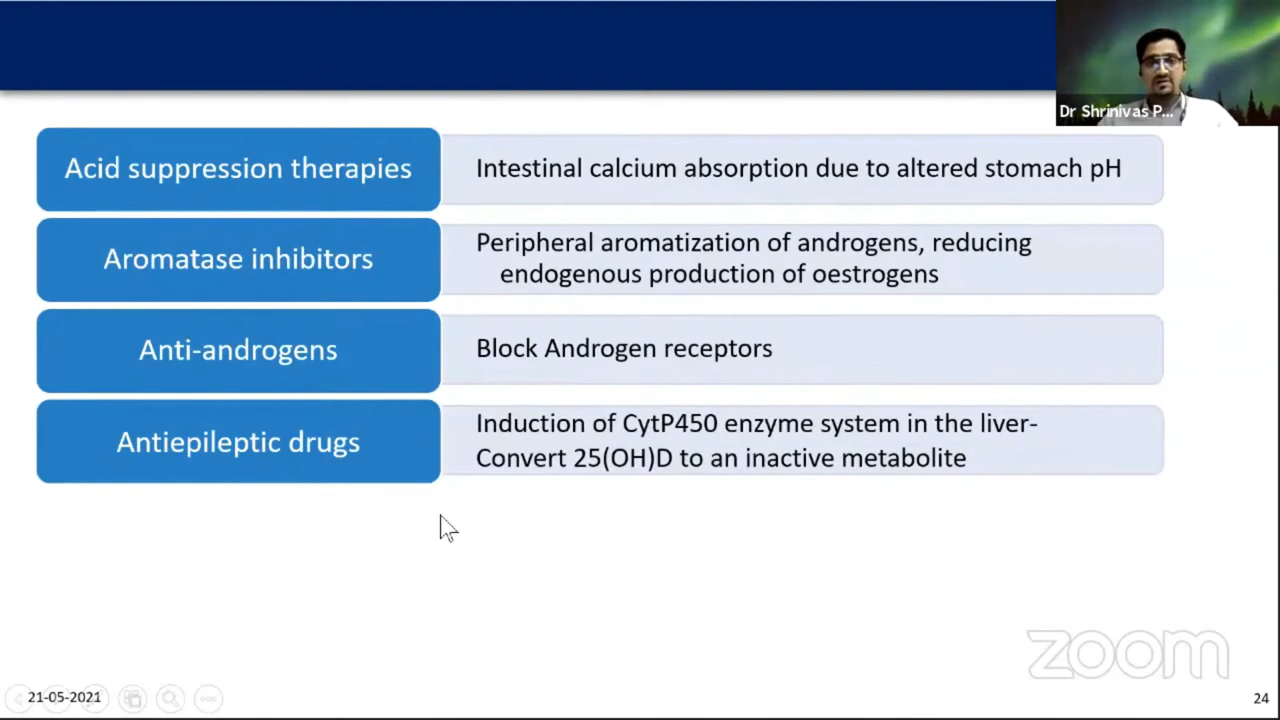 Dr Shrinivas P...
Acid suppression therapies
Intestinal calcium absorption due to altered stomach pH
Aromatase inhibitors
Peripheral aromatization of androgens, reducing
endogenous production of oestrogens
Anti-androgens
Block Androgen receptors
Antiepileptic drugs
Induction of CytP450 enzyme system in the liver-
Convert 25(OH)D to an inactive metabolite
zoom
21-05-2021
24